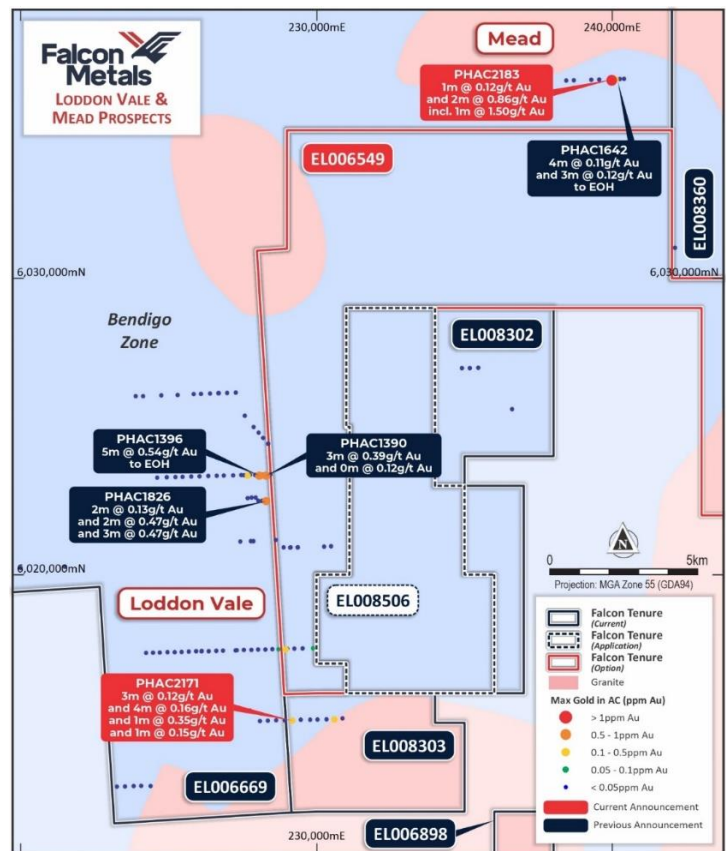 230,000mE
240,000mE
Falcon
Metals
LODDON VALE &
MEAD PROSPECTS
Mead
PHAC2183
1m @ 0.12g/t Au
and 2m @ 0.86g/t Au
incl. 1m @ 1.50g/t Au
EL006549
PHAC1642
4m @ 0.11g/t Au
and 3m @ 0.12g/t Au
to EOH
EL008360
6,030,000mN
6,030,000mN
Bendigo
Zone
EL008302
PHAC1396
5m @ 0.54g/t Au
to EOH
PHAC1390
3m @ 0.39g/t Au
and 0m @ 0.12g/t Au
PHAC1826
2m @ 0.13g/t Au
and 2m @ 0.47g/t Au
and 3m @ 0.47g/t Au
N
0
5km
Projection: MGA Zone 55 (GDA94)
6,020,000mN
Loddon Vale
EL008506
PHAC2171
3m @ 0.12g/t Au
and 4m @ 0.16g/t Au
and 1m @ 0.35g/t Au
and 1m @ 0.15g/t Au
EL008303
EL006669
EL006898
230,000mE
Falcon Tenure
(Current)
Falcon Tenure
(Application)
Falcon Tenure
(Option)
Granite
Max Gold in AC (ppm Au)
> 1ppm Au
0.5 - 1ppm Au
0.1 - 0.5ppm Au
0.05 - 0.1ppm Au
< 0.05ppm Au
Current Announcement
Previous Announcement